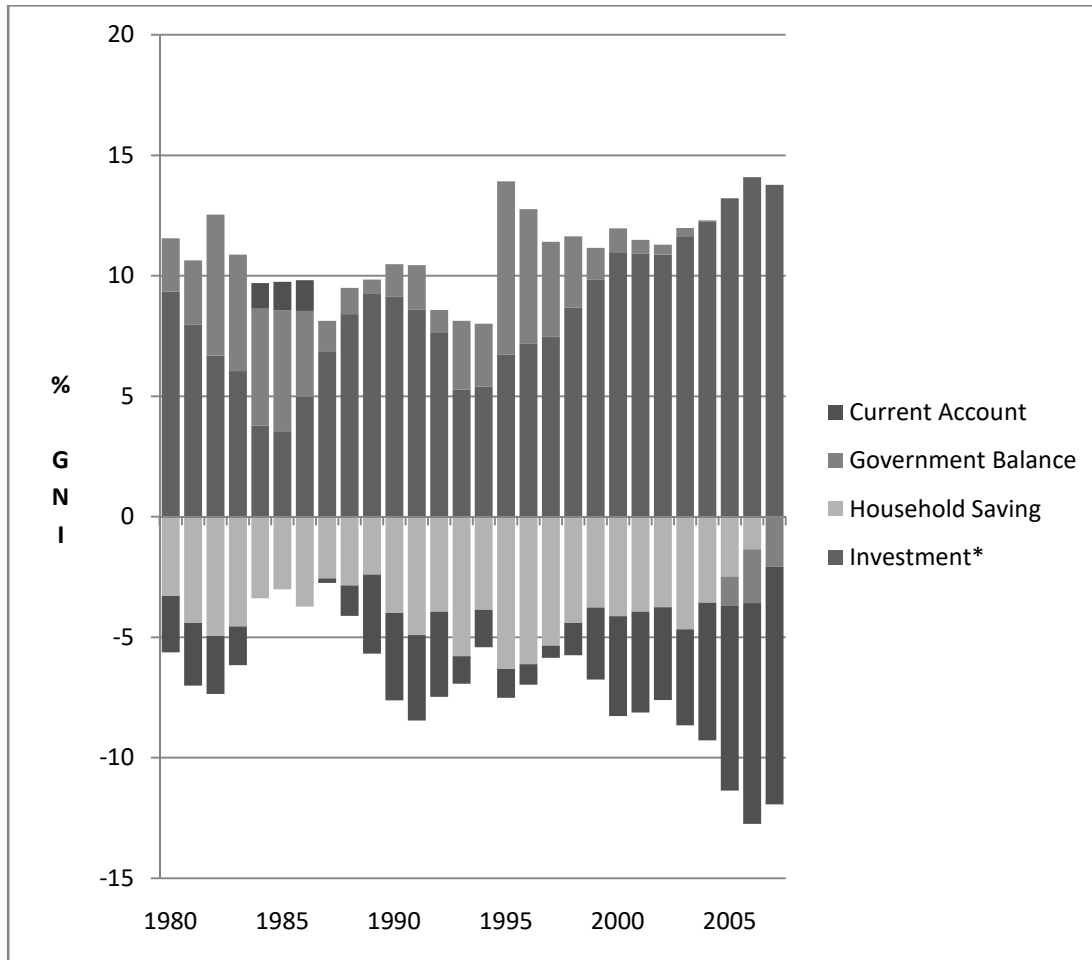 20
15
10
5
0
-5
-10
-15
%
G
N
I
1980 1985 1990 1995 2000 2005
Current Account
Government Balance
Household Saving
Investment*